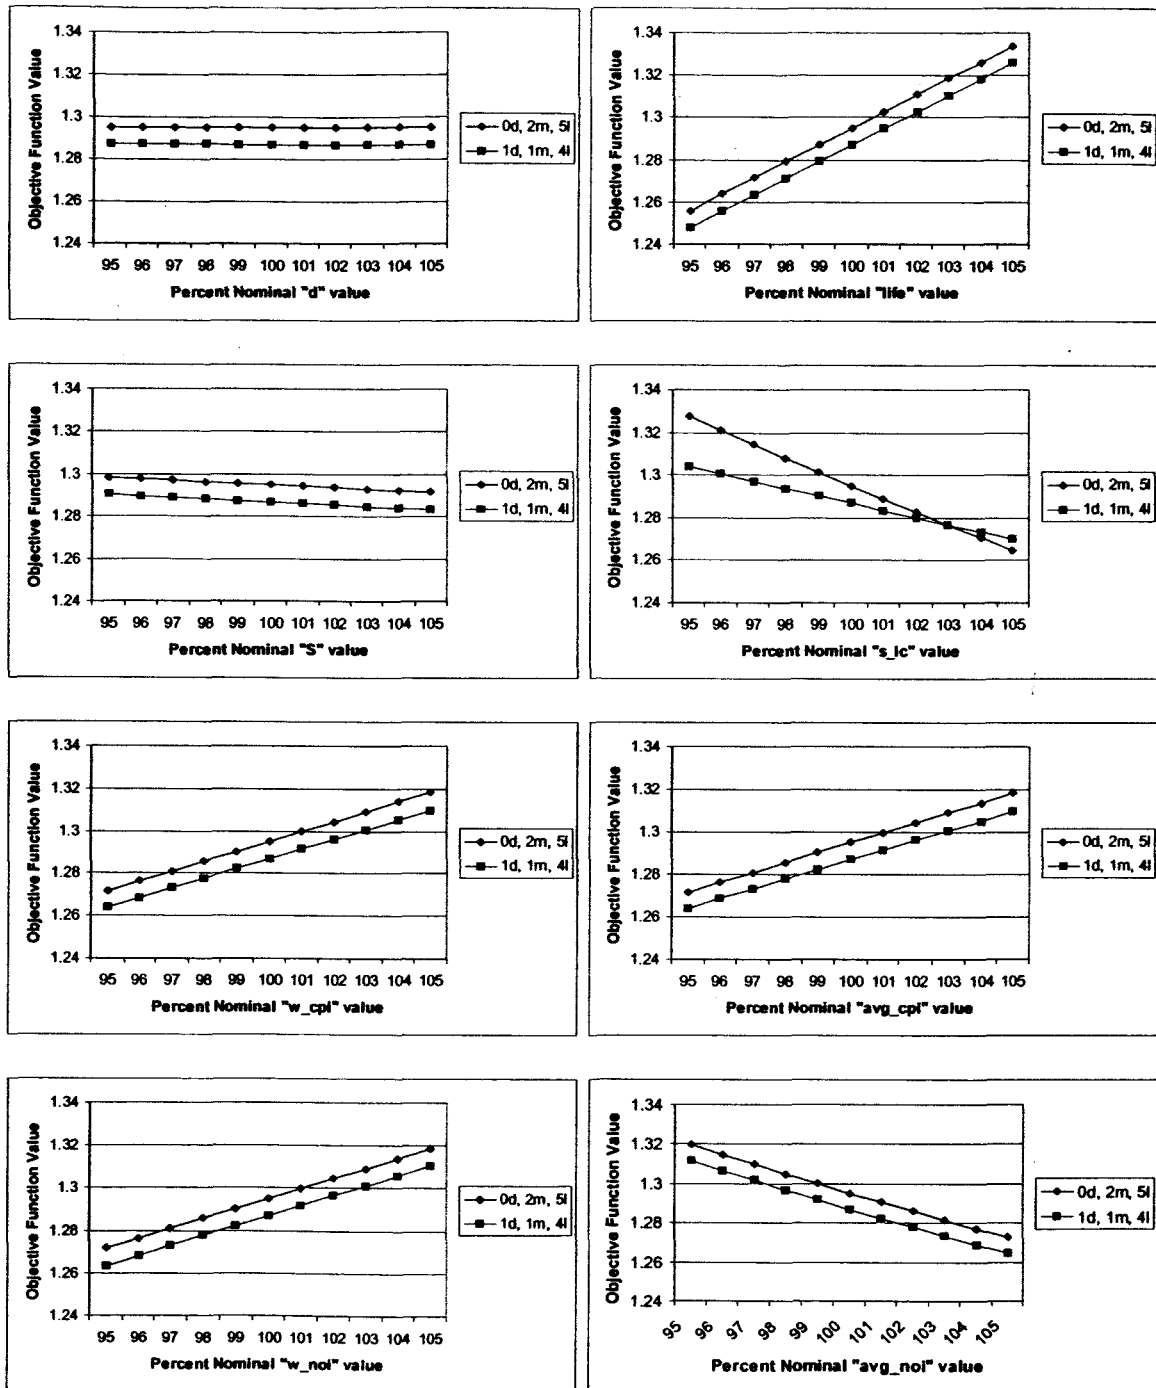 Objective Function Value
1.34
1.32
1.3
1.28
1.26
1.24
95 96 97 98 99 100 101 102 103 104 105
Percent Nominal "d" value
0d, 2m, 5l
1d, 1m, 4l
Objective Function Value
1.34
1.32
1.3
1.28
1.26
1.24
95 96 97 98 99 100 101 102 103 104 105
Percent Nominal "life" value
0d, 2m, 5l
1d, 1m, 4l
Objective Function Value
1.34
1.32
1.3
1.28
1.26
1.24
95 96 97 98 99 100 101 102 103 104 105
Percent Nominal "S" value
0d, 2m, 5l
1d, 1m, 4l
Objective Function Value
1.34
1.32
1.3
1.28
1.26
1.24
95 96 97 98 99 100 101 102 103 104 105
Percent Nominal "s_lc" value
0d, 2m, 5l
1d, 1m, 4l
Objective Function Value
1.34
1.32
1.3
1.28
1.26
1.24
95 96 97 98 99 100 101 102 103 104 105
Percent Nominal "w_cpi" value
0d, 2m, 5l
1d, 1m, 4l
Objective Function Value
1.34
1.32
1.3
1.28
1.26
1.24
95 96 97 98 99 100 101 102 103 104 105
Percent Nominal "avg_cpi" value
0d, 2m, 5l
1d, 1m, 4l
Objective Function Value
1.34
1.32
1.3
1.28
1.26
1.24
95 96 97 98 99 100 101 102 103 104 105
Percent Nominal "w_noi" value
0d, 2m, 5l
1d, 1m, 4l
Objective Function Value
1.34
1.32
1.30
1.28
1.26
1.24
95 96 97 98 99 100 101 102 103 104 105
Percent Nominal "avg_noi" value
0d, 2m, 5l
1d, 1m, 4l